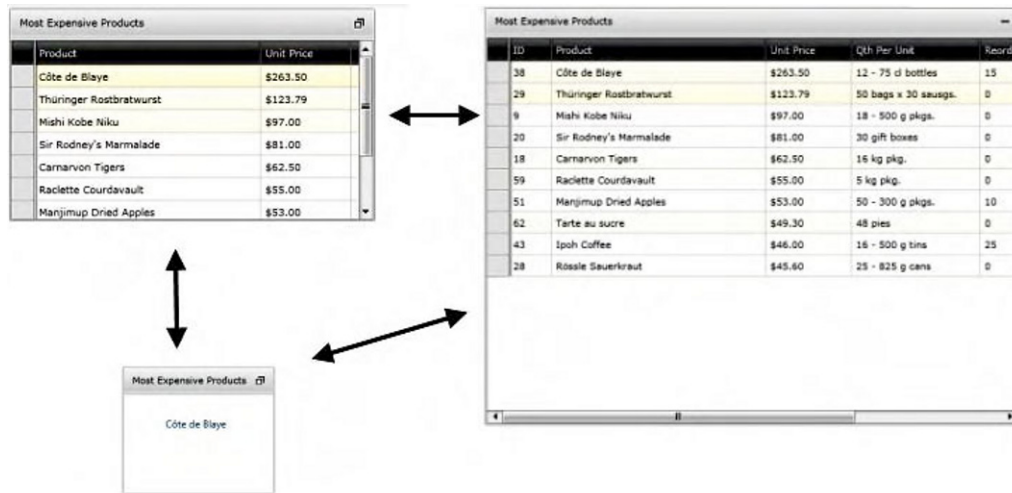 Most Expensive Products
Product Unit Price
Côte de Blaye $263.50
Thüringer Rostbratwurst $123.79
Mishi Kobe Niku $97.00
Sir Rodney's Marmalade $81.00
Carnarvon Tigers $62.50
Raclette Courdavault $55.00
Manjimup Dried Apples $53.00
Most Expensive Products
ID Product Unit Price Qth Per Unit Reord
38 Côte de Blaye $263.50 12 - 75 cl bottles 15
29 Thüringer Rostbratwurst $123.79 50 bags x 30 sausgs. 0
9 Mishi Kobe Niku $97.00 18 - 500 g pkgs. 0
20 Sir Rodney's Marmalade $81.00 30 gift boxes 0
18 Carnarvon Tigers $62.50 16 kg pkg. 0
59 Raclette Courdavault $55.00 5 kg pkg. 0
51 Manjimup Dried Apples $53.00 50 - 300 g pkgs. 10
62 Tarte au sucre $49.30 48 pies 0
43 Ipoh Coffee $46.00 16 - 500 g tins 25
28 Rössle Sauerkraut $45.60 25 - 825 g cans 0
Most Expensive Products
Côte de Blaye